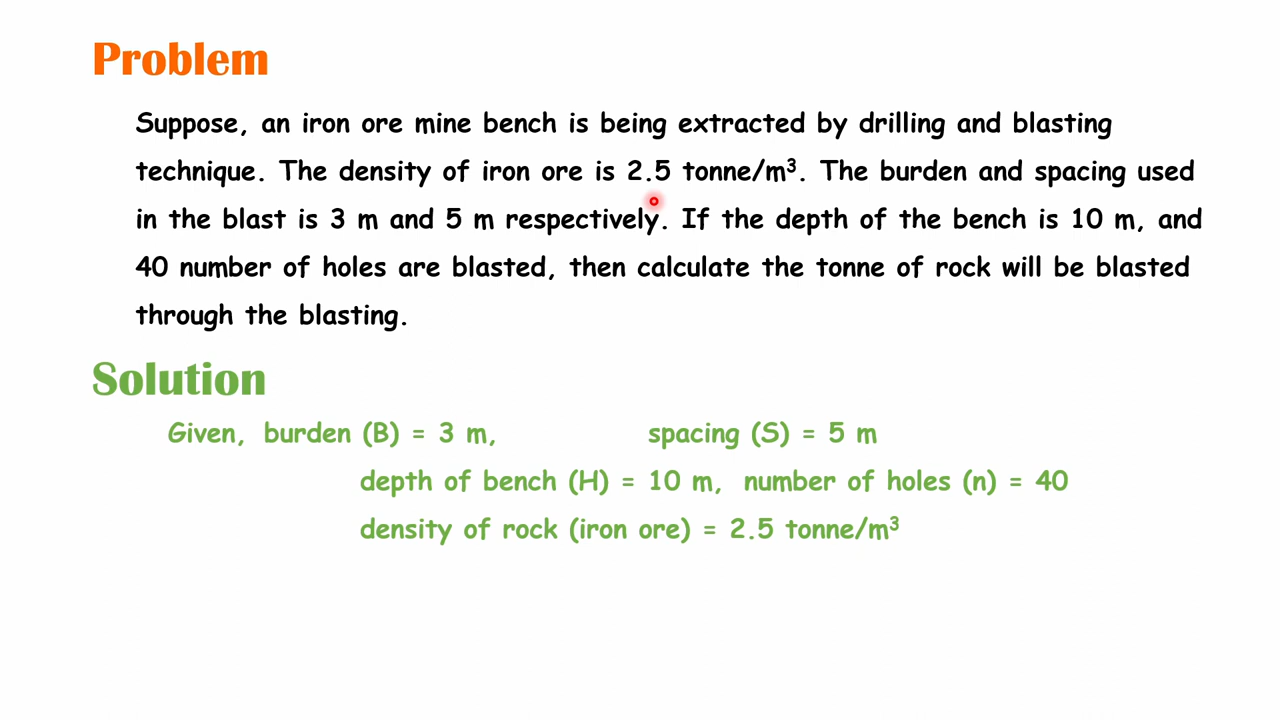 Problem
Suppose, an iron ore mine bench is being extracted by drilling and blasting
technique. The density of iron ore is 2.5 tonne/m³. The burden and spacing used
in the blast is 3 m and 5 m respectively. If the depth of the bench is 10 m, and
40 number of holes are blasted, then calculate the tonne of rock will be blasted
through the blasting.
Solution
Given, burden (B) = 3 m, spacing (S) = 5 m
depth of bench (H) = 10 m, number of holes (n) = 40
density of rock (iron ore) = 2.5 tonne/m³